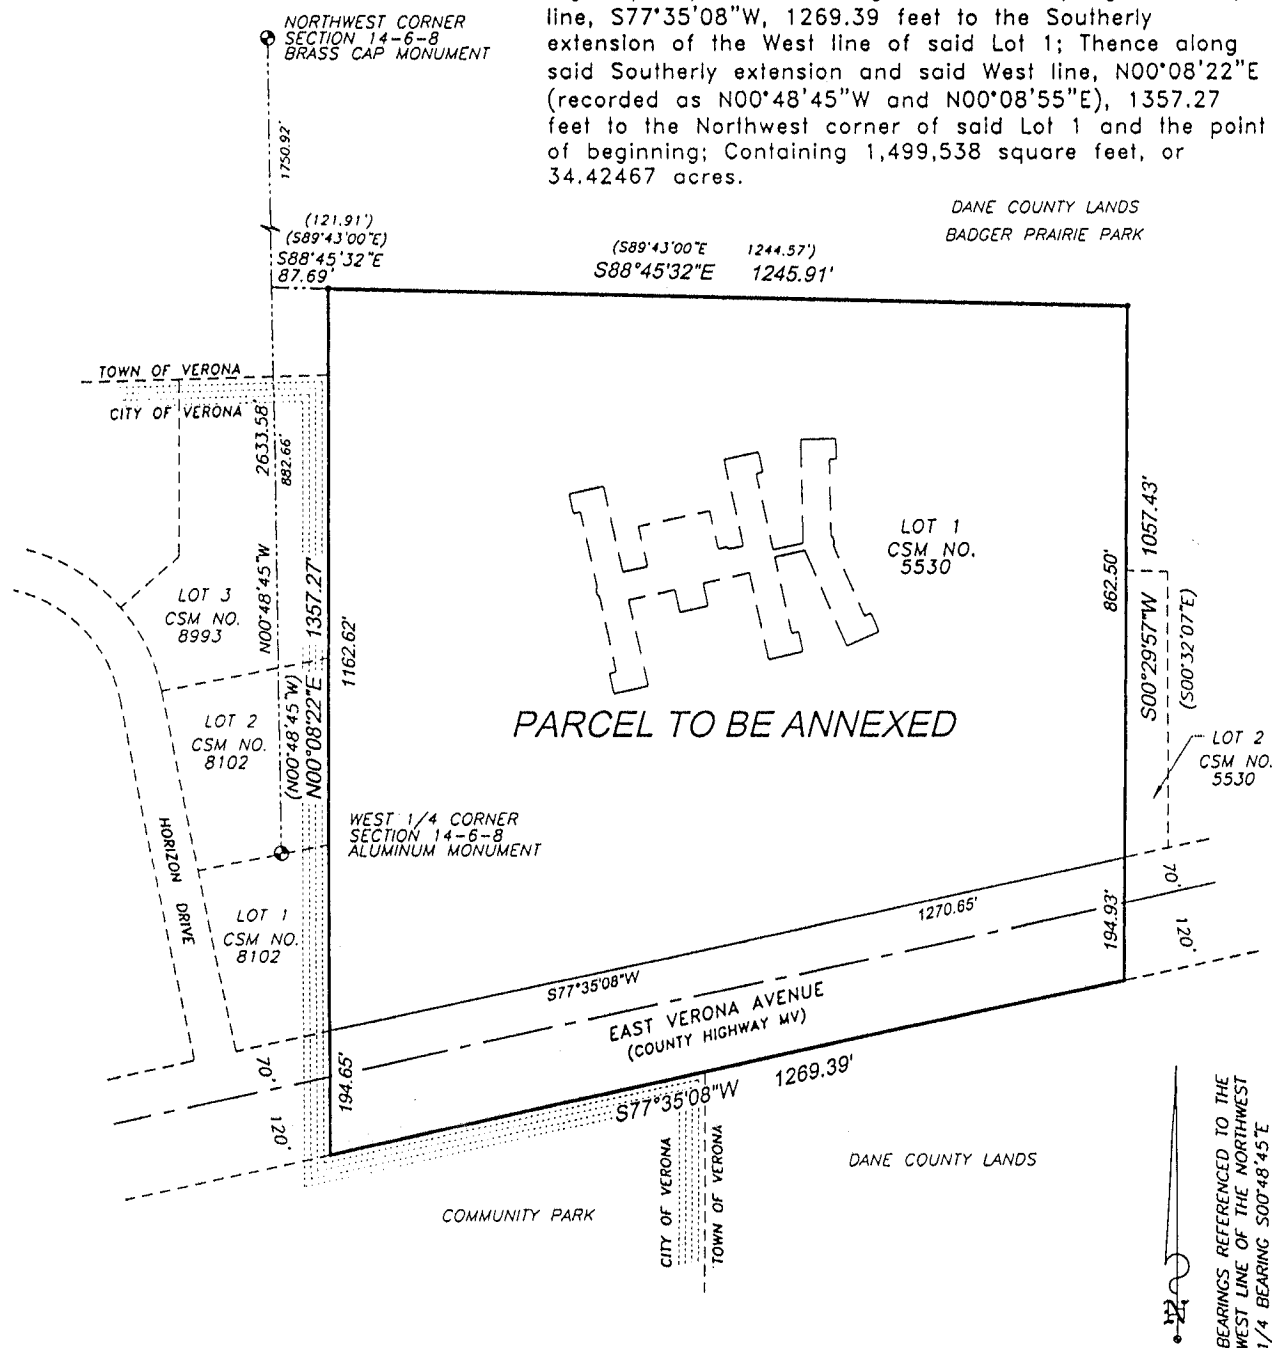 line, S77°35'08"W, 1269.39 feet to the Southerly
extension of the West line of said Lot 1; Thence along
said Southerly extension and said West line, N00°08'22"E
(recorded as N00°48'45"W and N00°08'55"E), 1357.27
feet to the Northwest corner of said Lot 1 and the point
of beginning; Containing 1,499,538 square feet, or
34.42467 acres.
NORTHWEST CORNER
SECTION 14-6-8
BRASS CAP MONUMENT
1750.92'
DANE COUNTY LANDS
BADGER PRAIRIE PARK
(121.91')
(S89°43'00"E)
S88°45'32"E
87.69'
(S89°43'00"E 1244.57')
S88°45'32"E 1245.91'
TOWN OF VERONA
CITY OF VERONA
2633.58'
882.66'
N00°48'45"W
(N00°48'45"W)
N00°08'22"E 1357.27'
1162.62'
LOT 1
CSM NO.
5530
862.50'
S00°29'57"W 1057.43'
(S00°32'07"E)
LOT 3
CSM NO.
8993
LOT 2
CSM NO.
8102
PARCEL TO BE ANNEXED
LOT 2
CSM NO.
5530
WEST 1/4 CORNER
SECTION 14-6-8
ALUMINUM MONUMENT
HORIZON DRIVE
LOT 1
CSM NO.
8102
1270.65'
S77°35'08"W
194.93'
70'
120'
EAST VERONA AVENUE
(COUNTY HIGHWAY MV)
194.65'
70'
120'
S77°35'08"W 1269.39'
CITY OF VERONA
TOWN OF VERONA
DANE COUNTY LANDS
COMMUNITY PARK
BEARINGS REFERENCED TO THE
WEST LINE OF THE NORTHWEST
1/4 BEARING S00°48'45"E